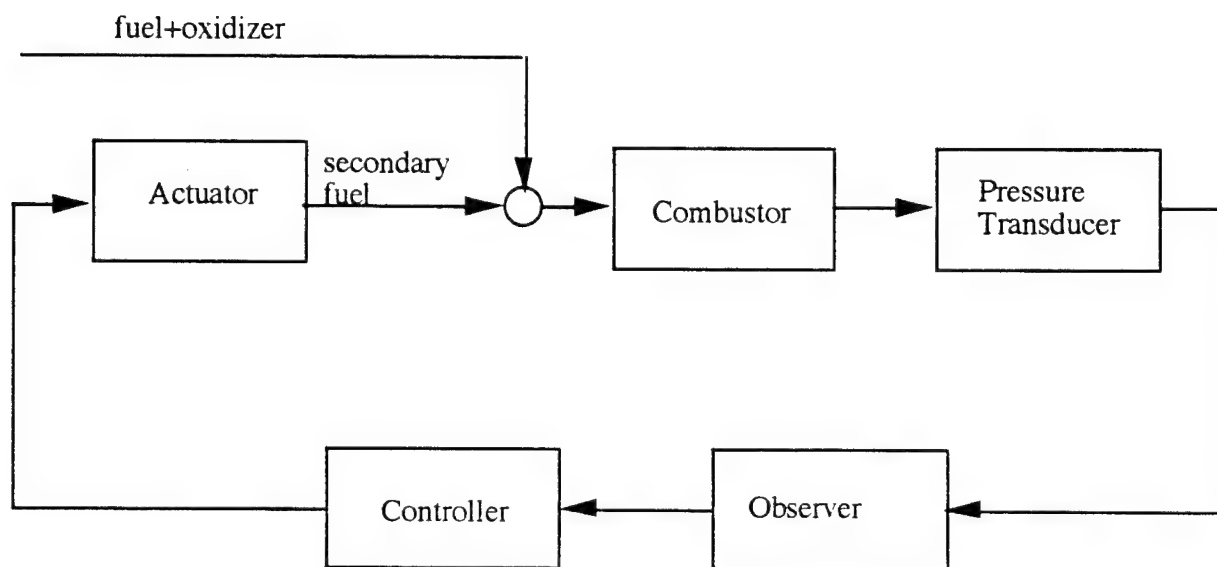 fuel+oxidizer
secondary
fuel
Actuator
Combustor
Pressure
Transducer
Controller
Observer